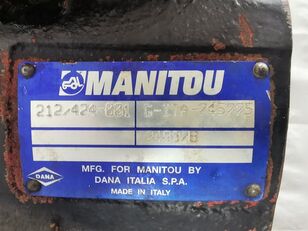 MANITOU
212/424-001
MFG. FOR MANITOU BY
DANA ITALIA S.P.A.
MADE IN ITALY
DANA